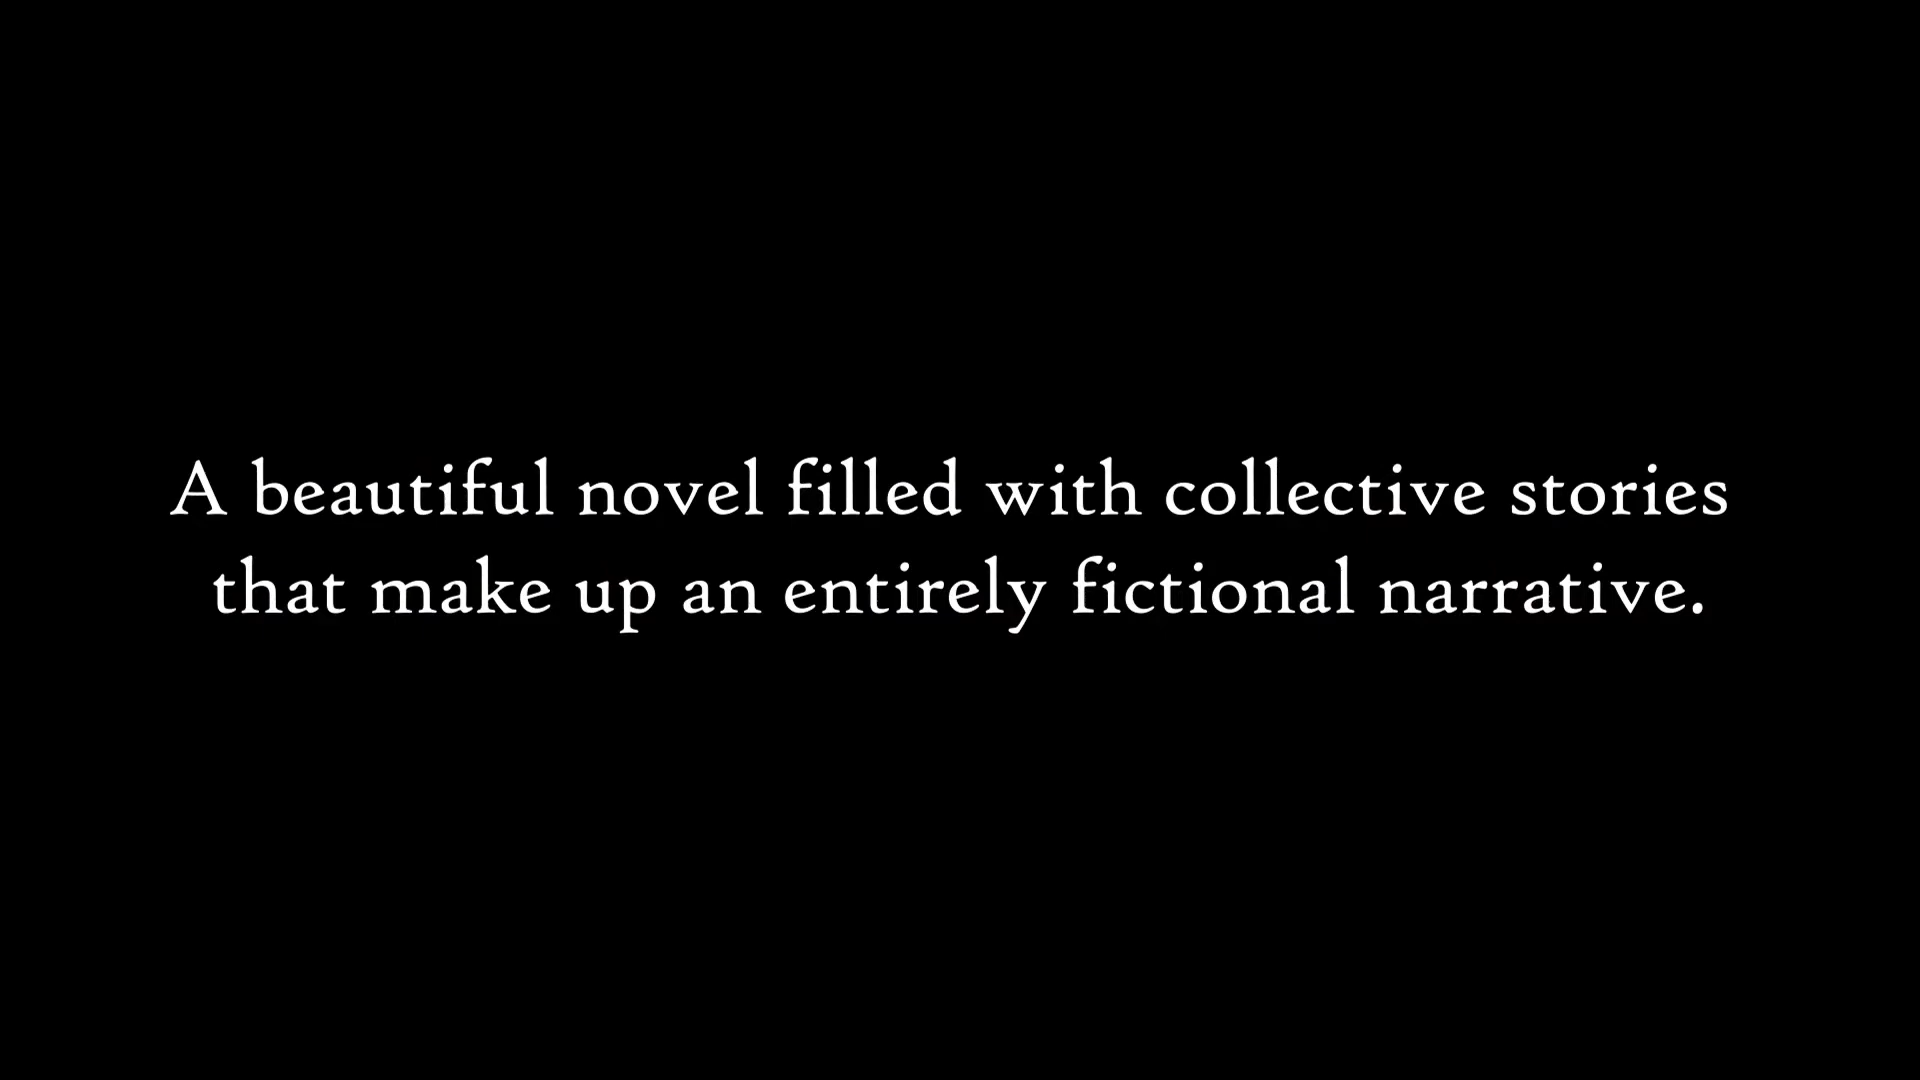 A beautiful novel filled with collective stories
that make up an entirely fictional narrative.